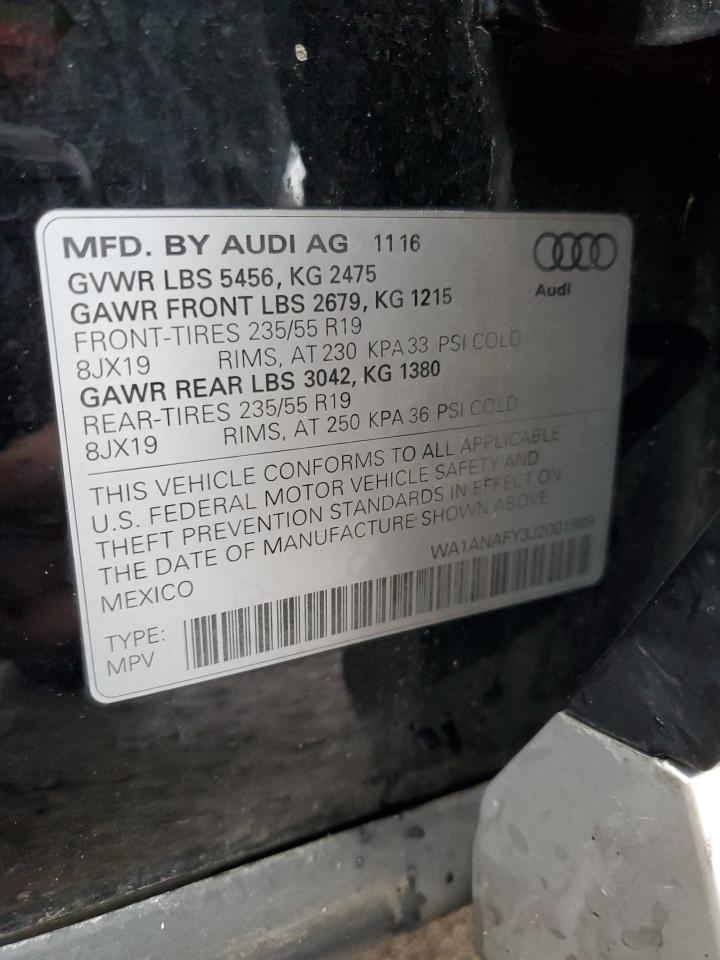 MFD. BY AUDI AG 11 16
Audi
GVWR LBS 5456, KG 2475
GAWR FRONT LBS 2679, KG 1215
FRONT-TIRES 235/55 R19
8JX19 RIMS, AT 230 KPA 33 PSI COLD
GAWR REAR LBS 3042, KG 1380
REAR-TIRES 235/55 R19
8JX19 RIMS, AT 250 KPA 36 PSI COLD
THIS VEHICLE CONFORMS TO ALL APPLICABLE
U.S. FEDERAL MOTOR VEHICLE SAFETY AND
THEFT PREVENTION STANDARDS IN EFFECT ON
THE DATE OF MANUFACTURE SHOWN ABOVE
MEXICO WA1ANAFY3J2001989
TYPE:
MPV